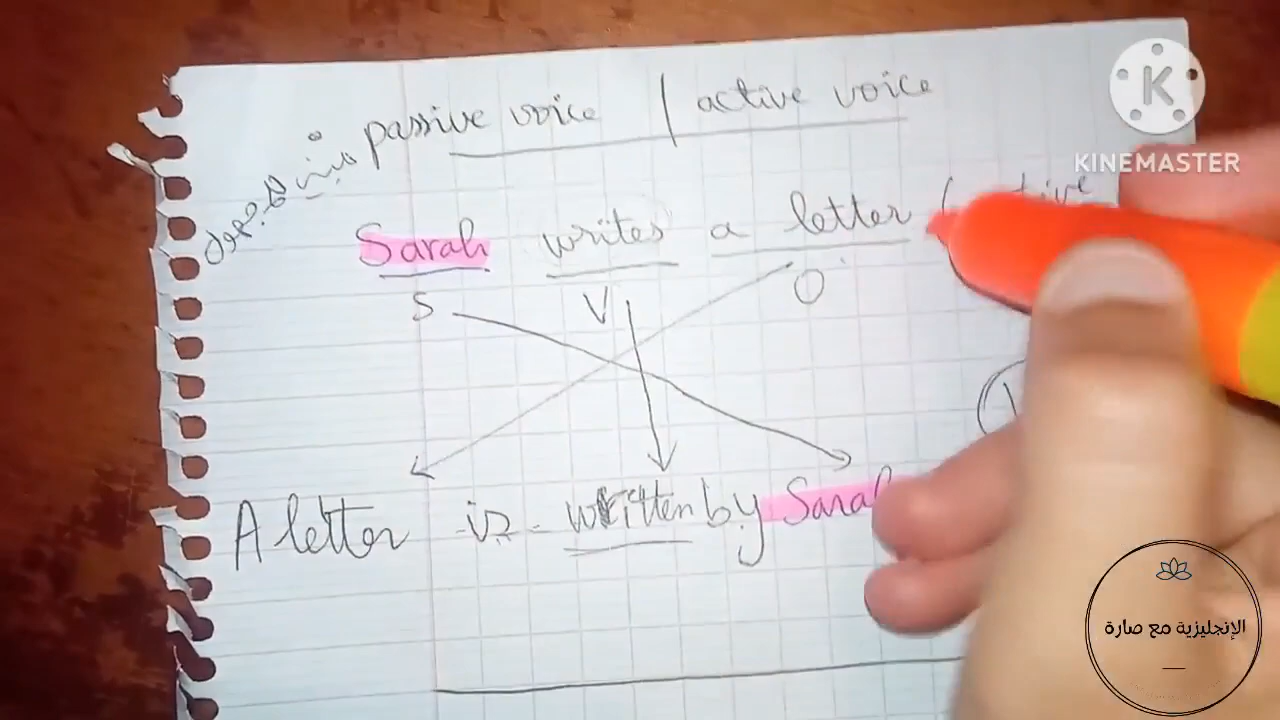 passive voice / active voice
مبني للمجهول
Sarah writes a letter (
S V O
A letter is written by Sarah
K
KINEMASTER
الإنجليزية مع صارة